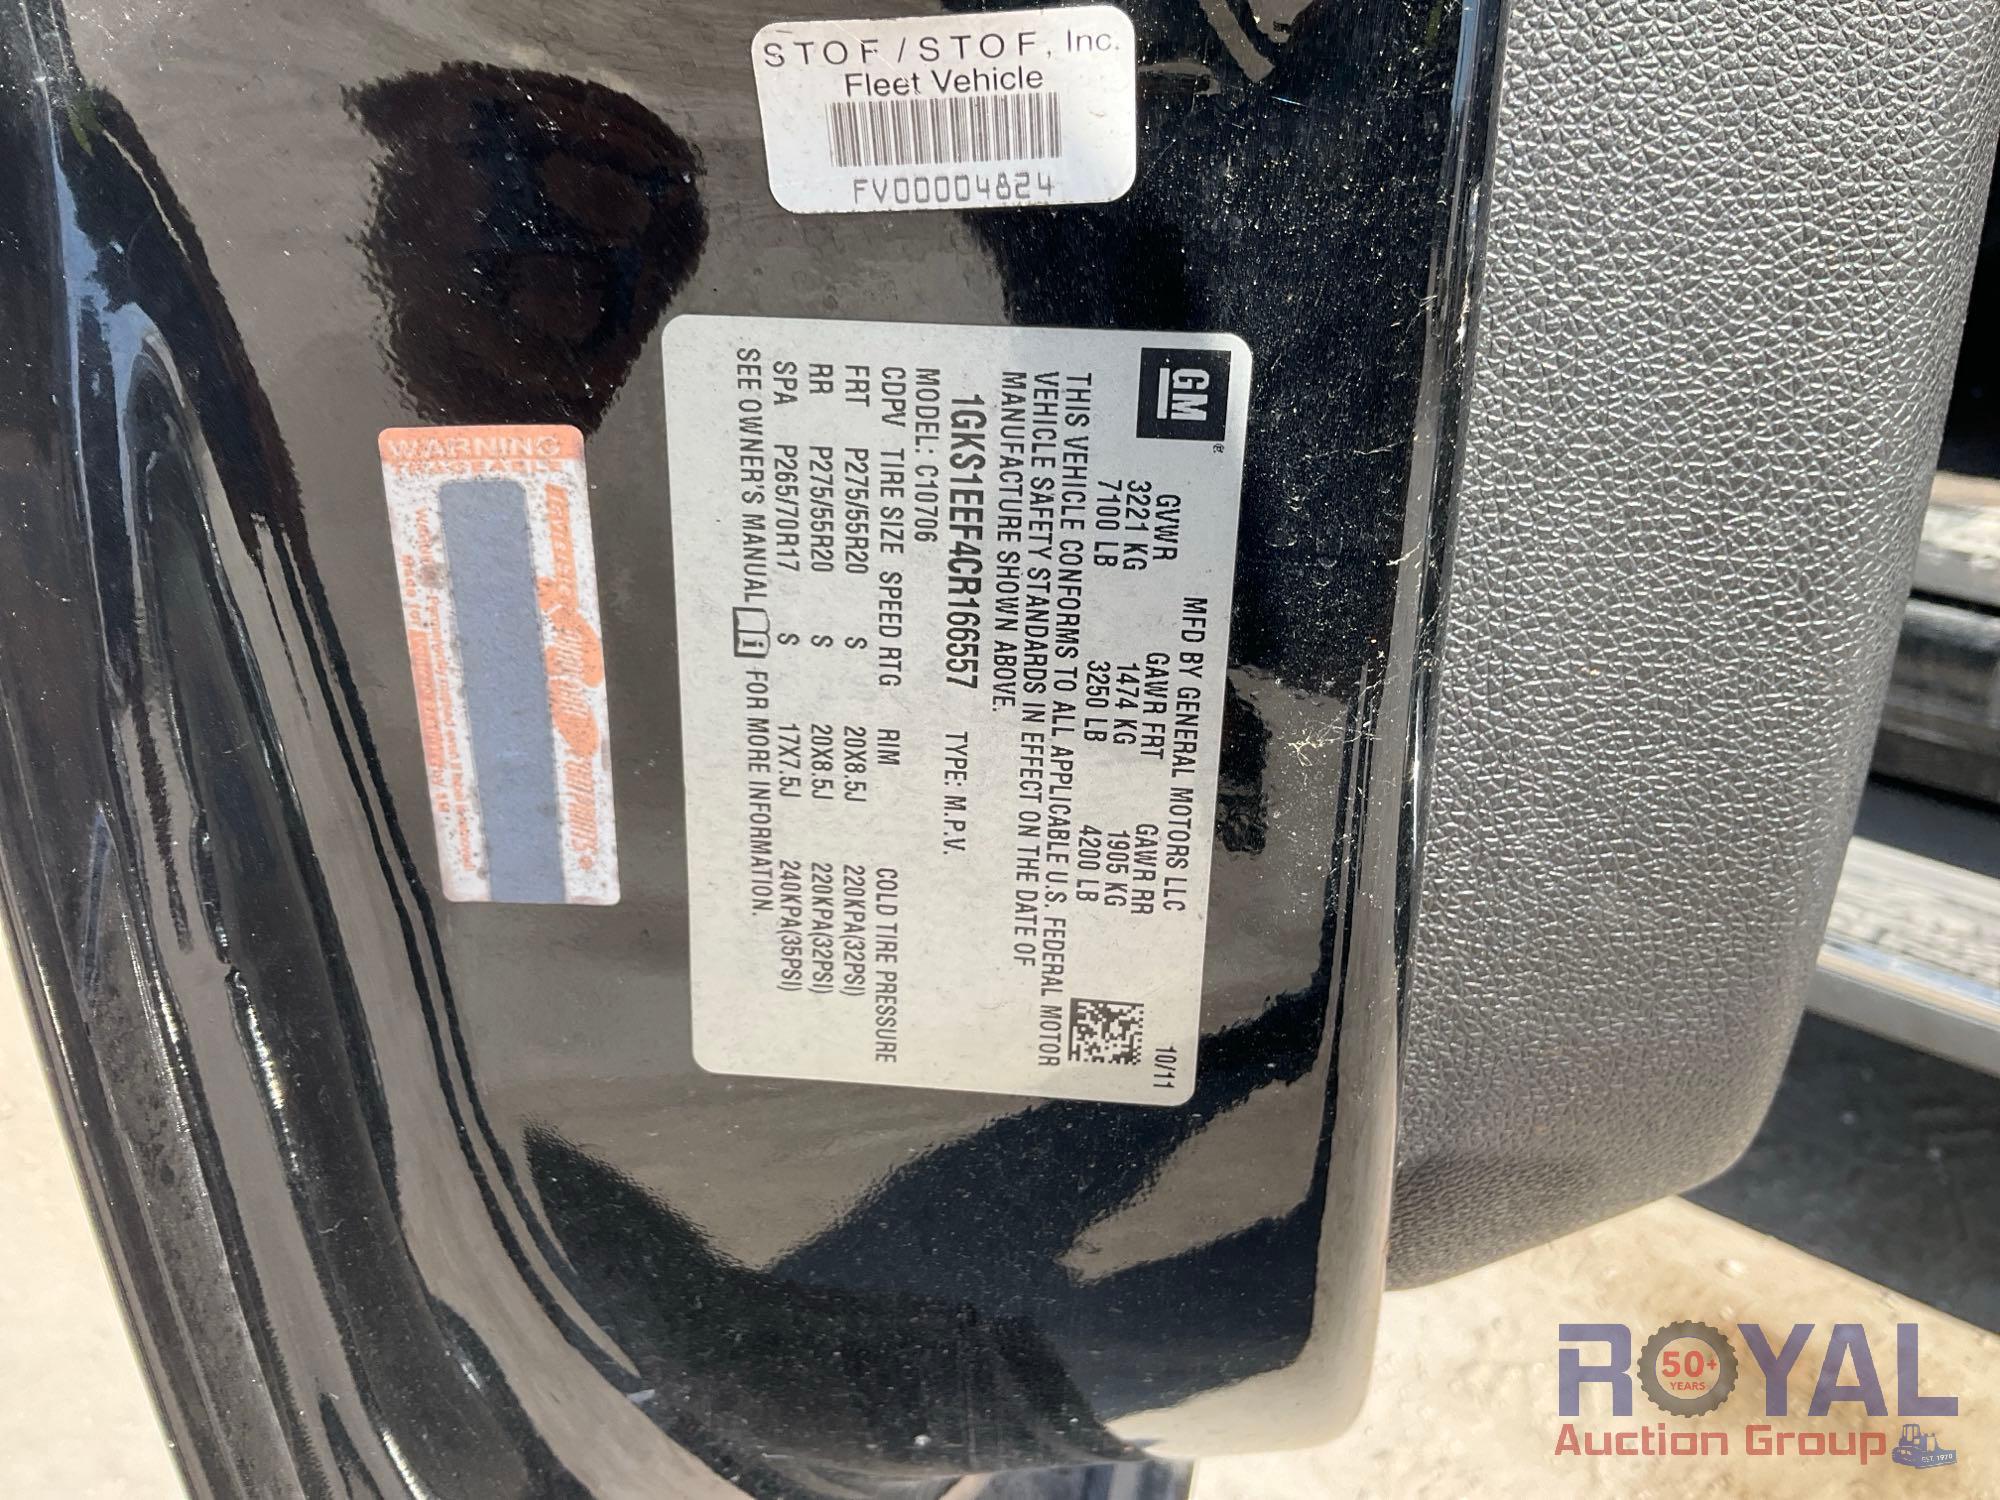 STOF / STOF, Inc.
Fleet Vehicle
FV00004824
GM
MFD BY GENERAL MOTORS LLC 10/11
GVWR GAWR FRT GAWR RR
3221 KG 1474 KG 1905 KG
7100 LB 3250 LB 4200 LB
THIS VEHICLE CONFORMS TO ALL APPLICABLE U.S. FEDERAL MOTOR
VEHICLE SAFETY STANDARDS IN EFFECT ON THE DATE OF
MANUFACTURE SHOWN ABOVE.
1GKS1EEF4CR166557 TYPE: M.P.V.
MODEL: C10706
CDPV TIRE SIZE SPEED RTG RIM COLD TIRE PRESSURE
FRT P275/55R20 S 20X8.5J 220KPA(32PSI)
RR P275/55R20 S 20X8.5J 220KPA(32PSI)
SPA P265/70R17 S 17X7.5J 240KPA(35PSI)
SEE OWNER'S MANUAL i FOR MORE INFORMATION.
WARNING
ROYAL
50+
YEARS
Auction Group
EST. 1970